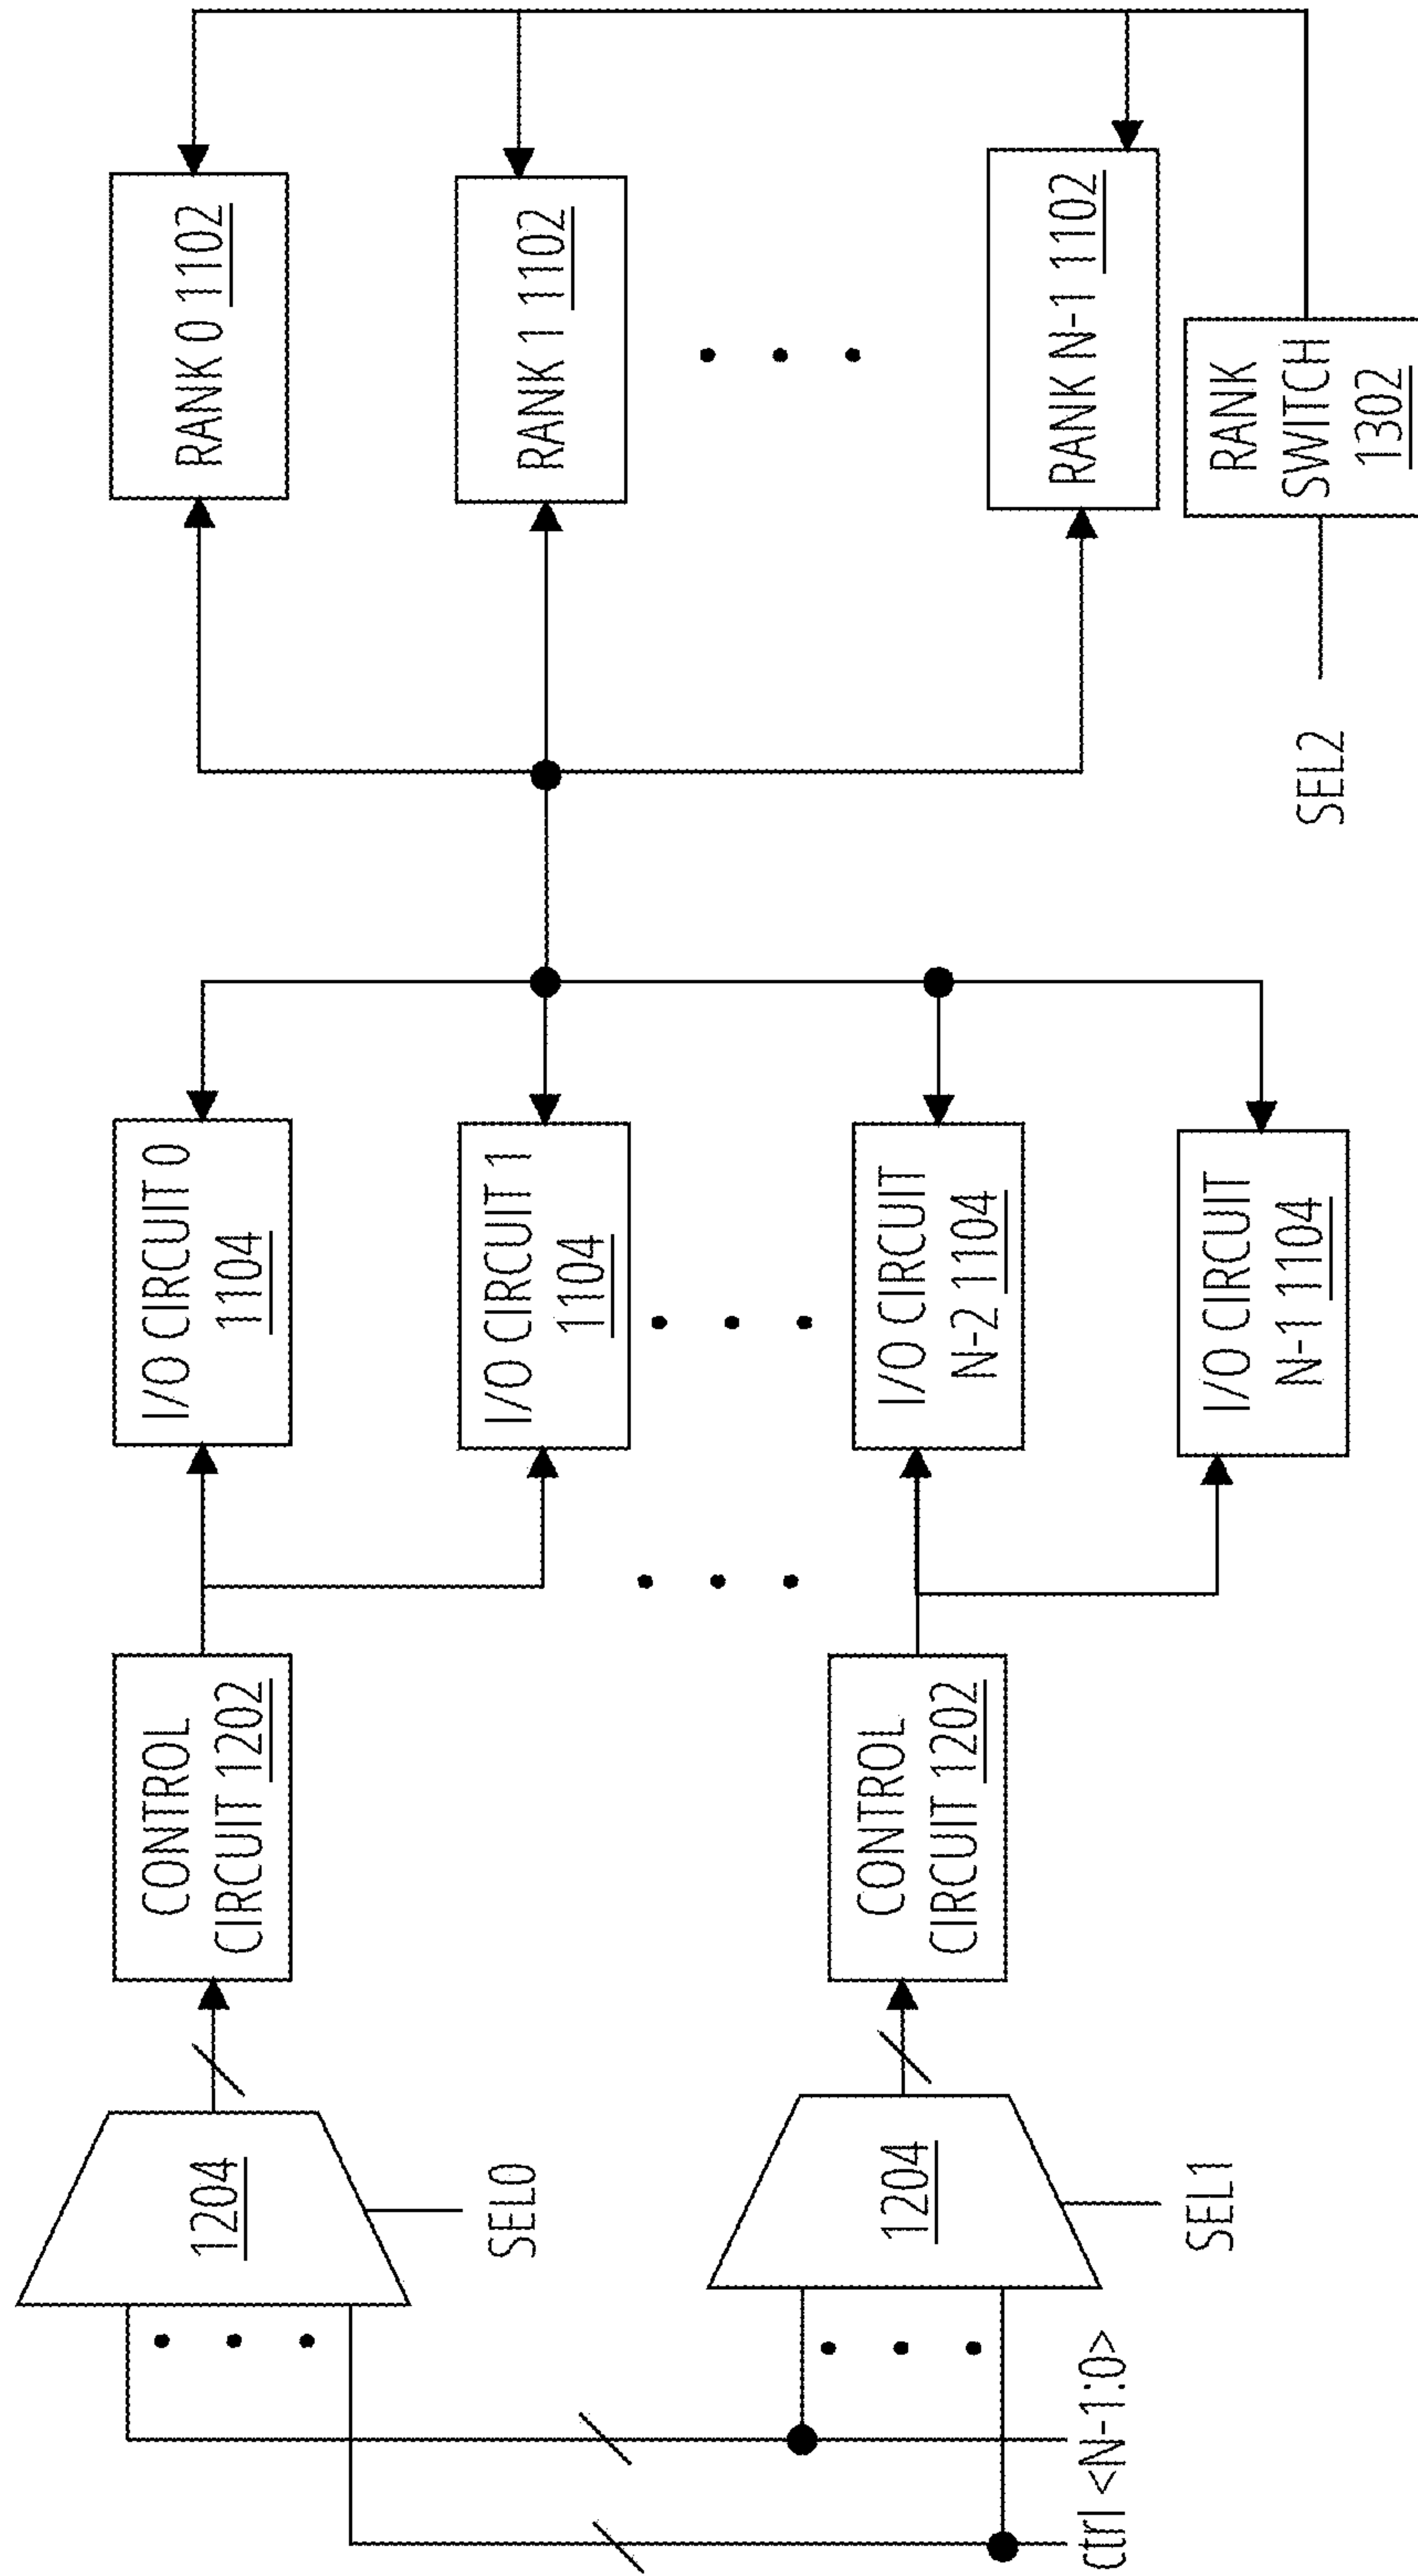 1204
SEL0
CONTROL
CIRCUIT 1202
I/O CIRCUIT 0
1104
RANK 0 1102
I/O CIRCUIT 1
1104
RANK 1 1102
1204
SEL1
ctrl <N-1:0>
CONTROL
CIRCUIT 1202
I/O CIRCUIT
N-2 1104
I/O CIRCUIT
N-1 1104
RANK N-1 1102
SEL2
RANK
SWITCH
1302